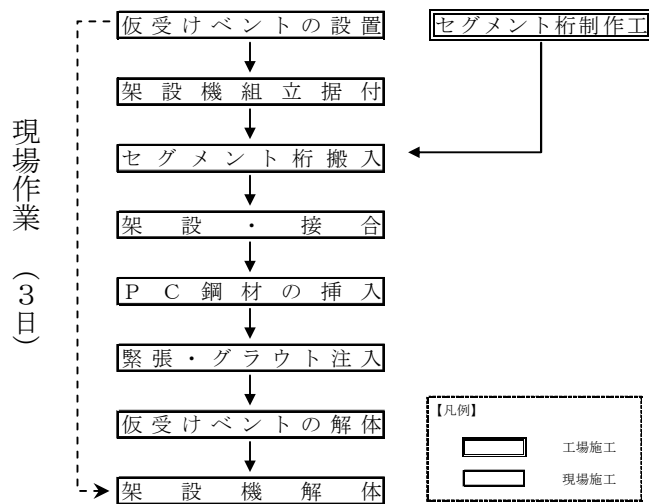 仮受けベントの設置
セグメント桁制作工
架設機組立据付
セグメント桁搬入
架設・接合
PC鋼材の挿入
緊張・グラウト注入
仮受けベントの解体
架設機解体
現場作業（3日）
【凡例】
工場施工
現場施工